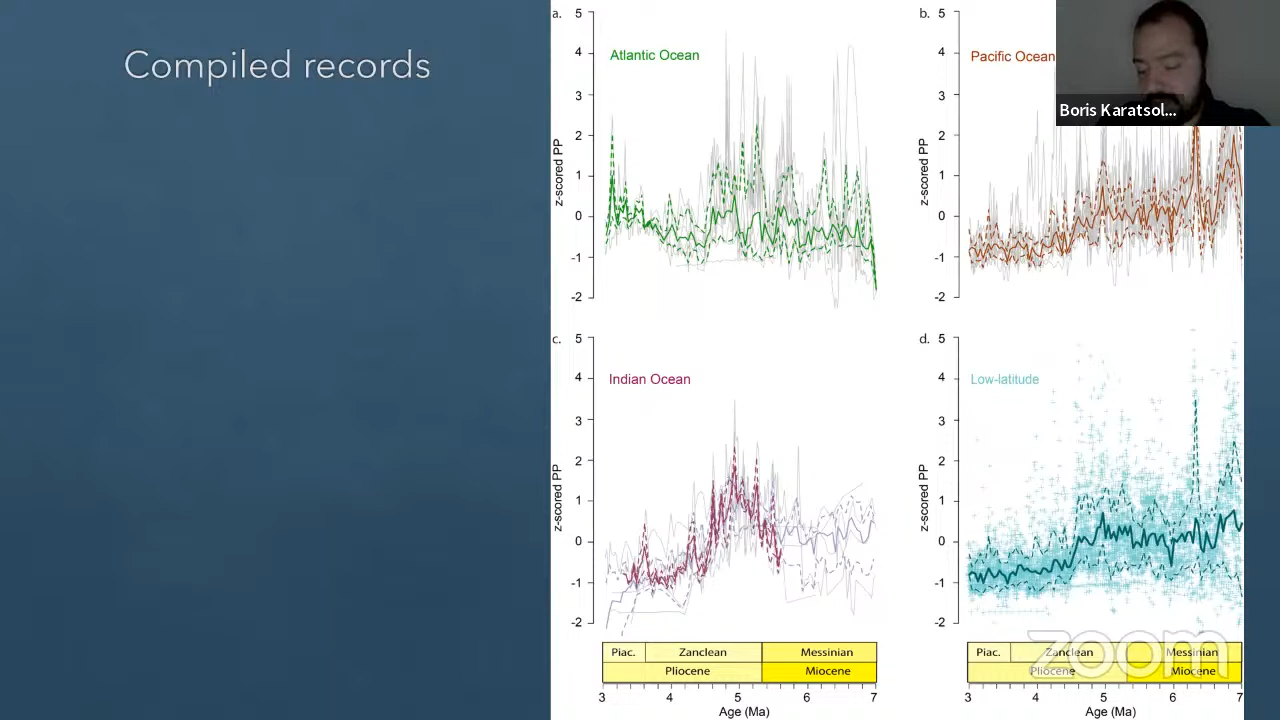 Compiled records
a.
5
4
3
2
1
0
-1
-2
z-scored PP
Atlantic Ocean
b.
5
4
3
2
1
0
-1
-2
z-scored PP
Pacific Ocean
Boris Karatsol...
c.
5
4
3
2
1
0
-1
-2
z-scored PP
Indian Ocean
d.
5
4
3
2
1
0
-1
-2
z-scored PP
Low-latitude
Piac. Zanclean Messinian
Pliocene Miocene
3 4 5 6 7
Age (Ma)
Piac. Zanclean Messinian
Pliocene Miocene
3 4 5 6 7
Age (Ma)
zoom